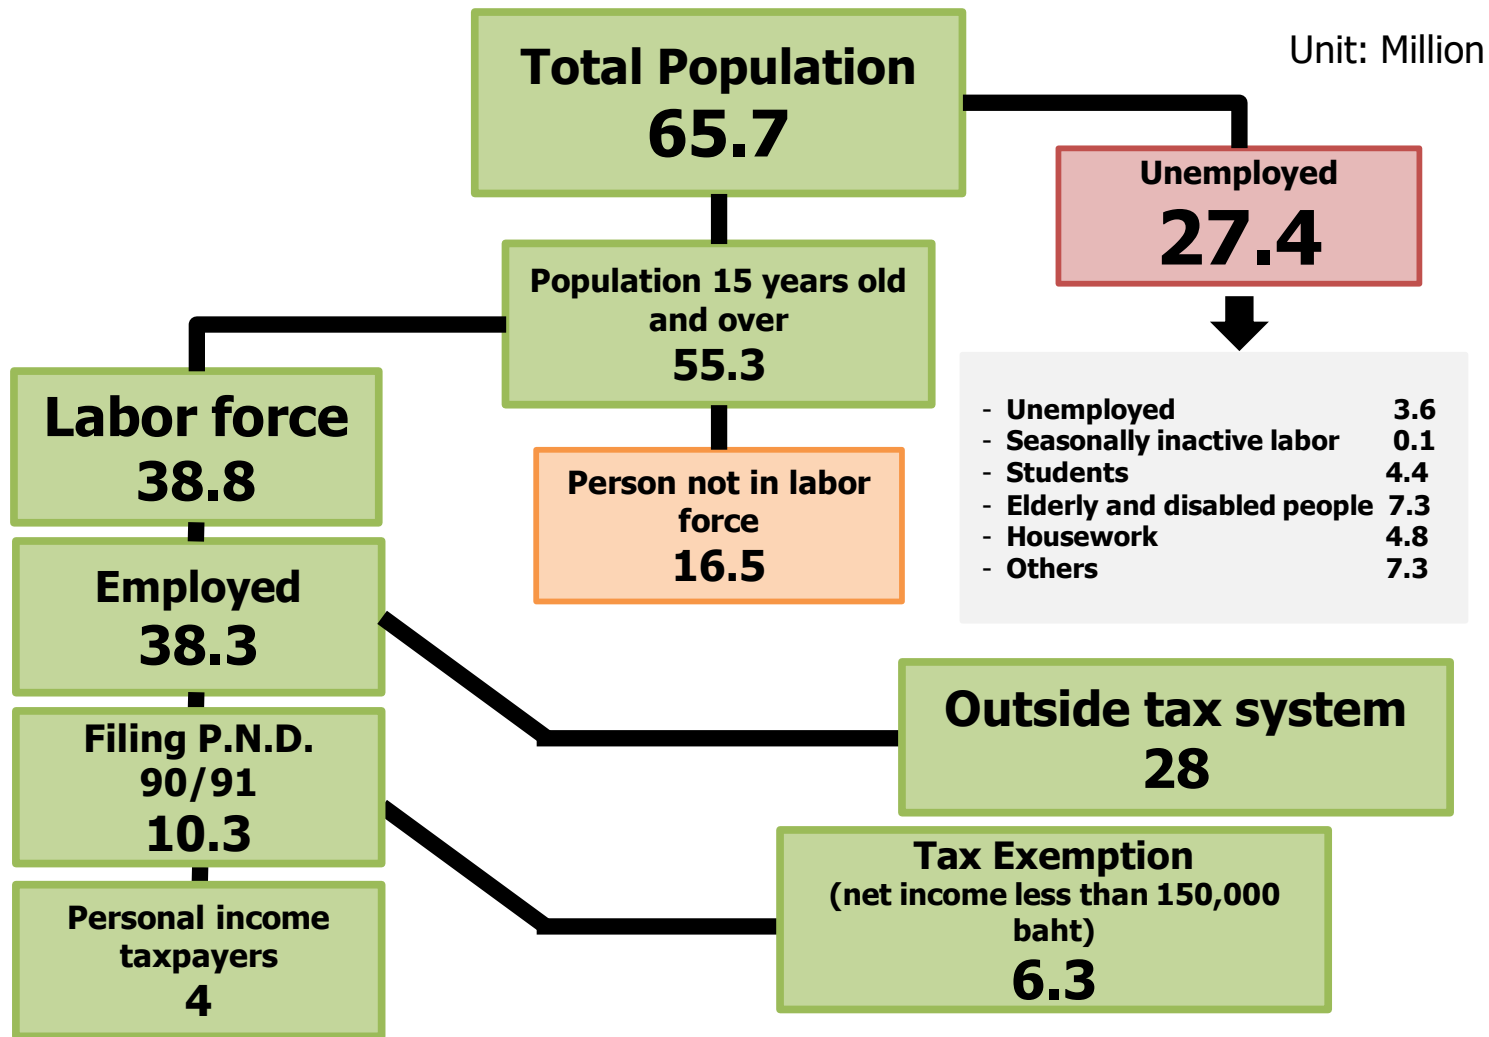 Unit: Million
Total Population
65.7
Unemployed
27.4
Population 15 years old
and over
55.3
Labor force
38.8
Person not in labor
force
16.5
- Unemployed 3.6
- Seasonally inactive labor 0.1
- Students 4.4
- Elderly and disabled people 7.3
- Housework 4.8
- Others 7.3
Employed
38.3
Outside tax system
28
Filing P.N.D.
90/91
10.3
Tax Exemption
(net income less than 150,000
baht)
6.3
Personal income
taxpayers
4